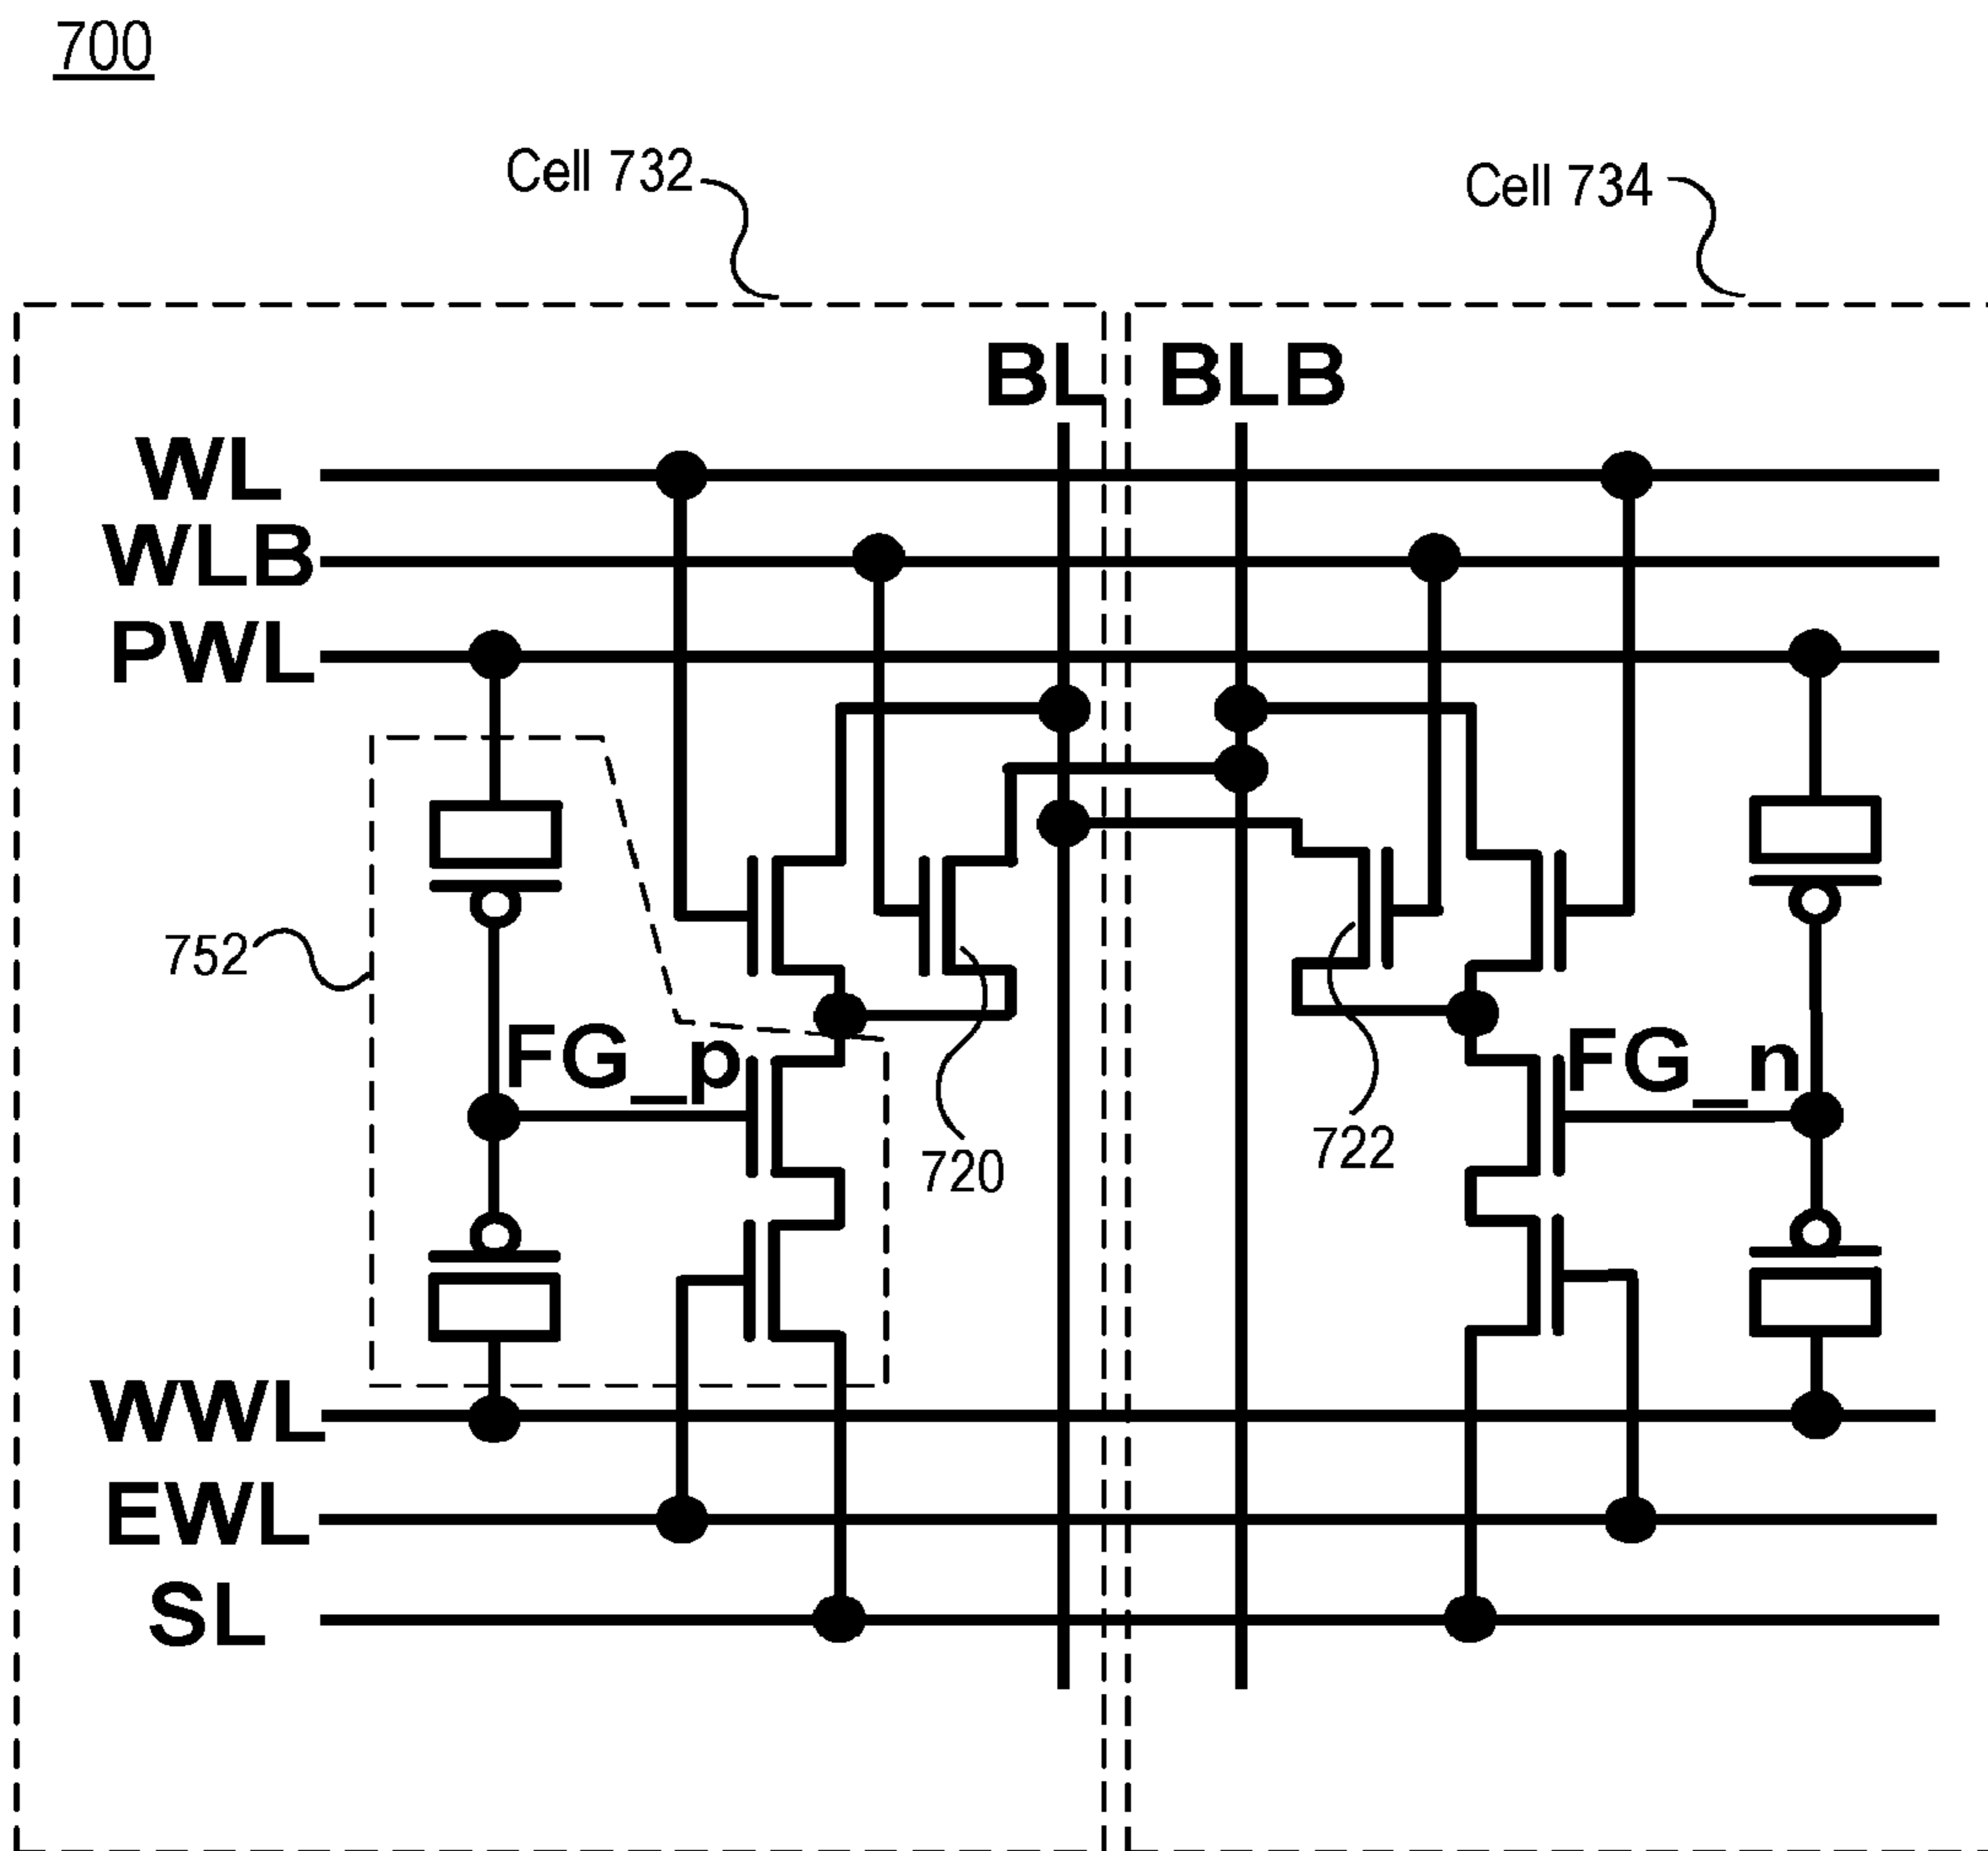 700
Cell 732
Cell 734
BL
BLB
WL
WLB
PWL
752
FG_p
FG_n
720
722
WWL
EWL
SL